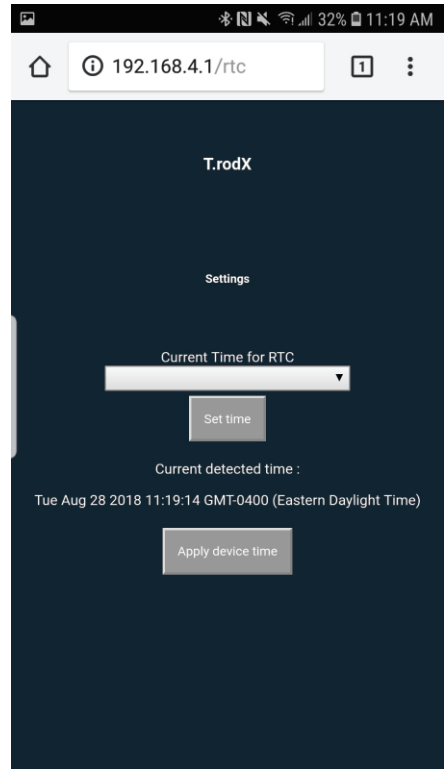 32% 11:19 AM
192.168.4.1/rtc
1
T.rodX
Settings
Current Time for RTC
Set time
Current detected time :
Tue Aug 28 2018 11:19:14 GMT-0400 (Eastern Daylight Time)
Apply device time